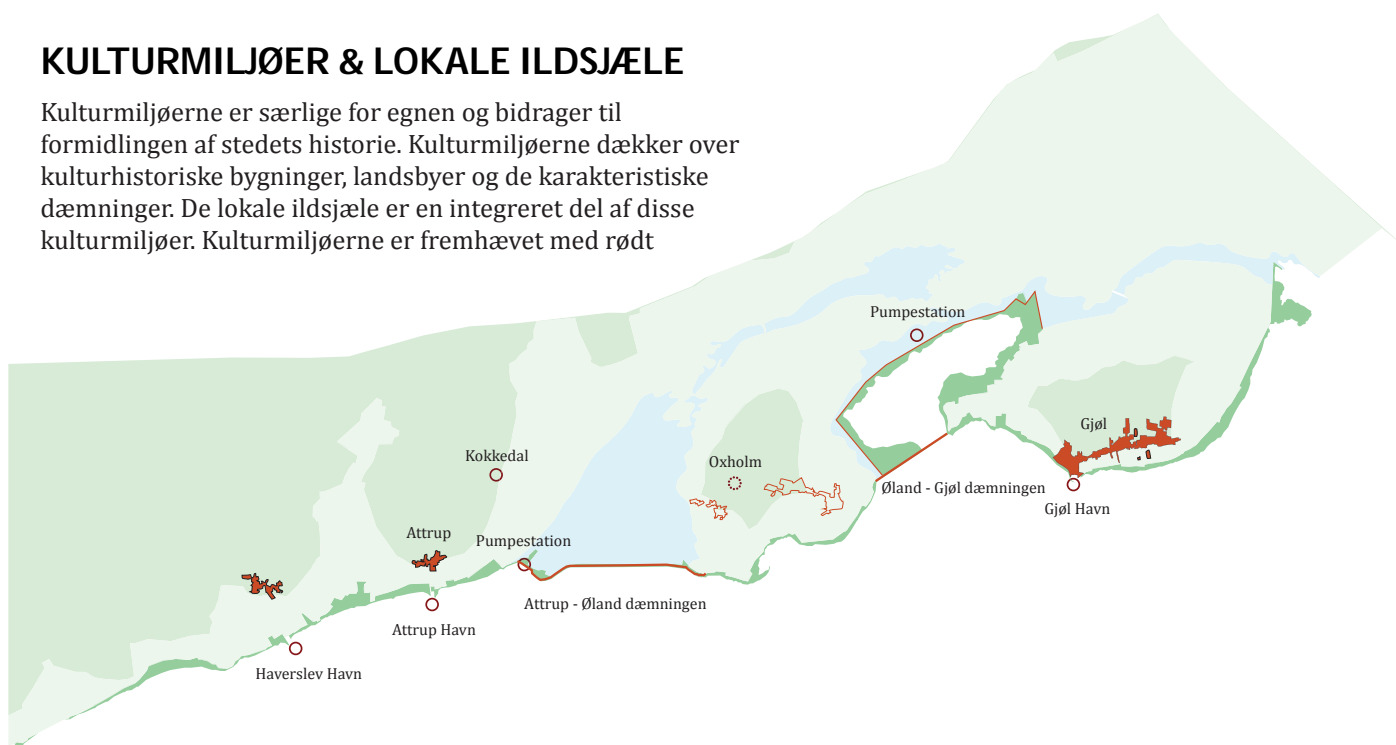 KULTURMILJØER & LOKALE ILDSJÆLE
Kulturmiljøerne er særlige for egnen og bidrager til
formidlingen af stedets historie. Kulturmiljøerne dækker over
kulturhistoriske bygninger, landsbyer og de karakteristiske
dæmninger. De lokale ildsjæle er en integreret del af disse
kulturmiljøer. Kulturmiljøerne er fremhævet med rødt
Pumpestation
Gjøl
Kokkedal
Oxholm
Øland - Gjøl dæmningen
Gjøl Havn
Attrup
Pumpestation
Attrup - Øland dæmningen
Attrup Havn
Haverslev Havn